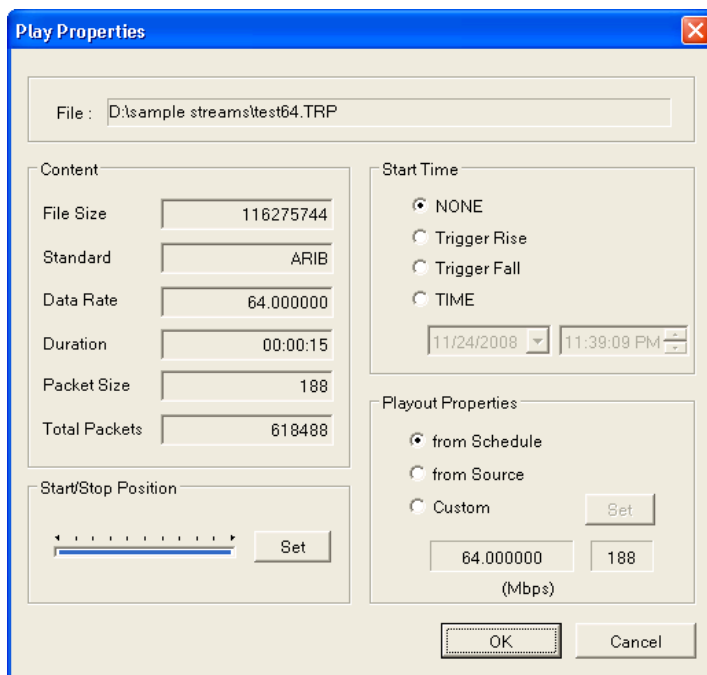 Play Properties
File : D:\sample streams\test64.TRP
Content
File Size 116275744
Standard ARIB
Data Rate 64.000000
Duration 00:00:15
Packet Size 188
Total Packets 618488
Start/Stop Position
Set
Start Time
NONE
Trigger Rise
Trigger Fall
TIME
11/24/2008 11:39:09 PM
Playout Properties
from Schedule
from Source
Custom Set
64.000000 188
(Mbps)
OK Cancel